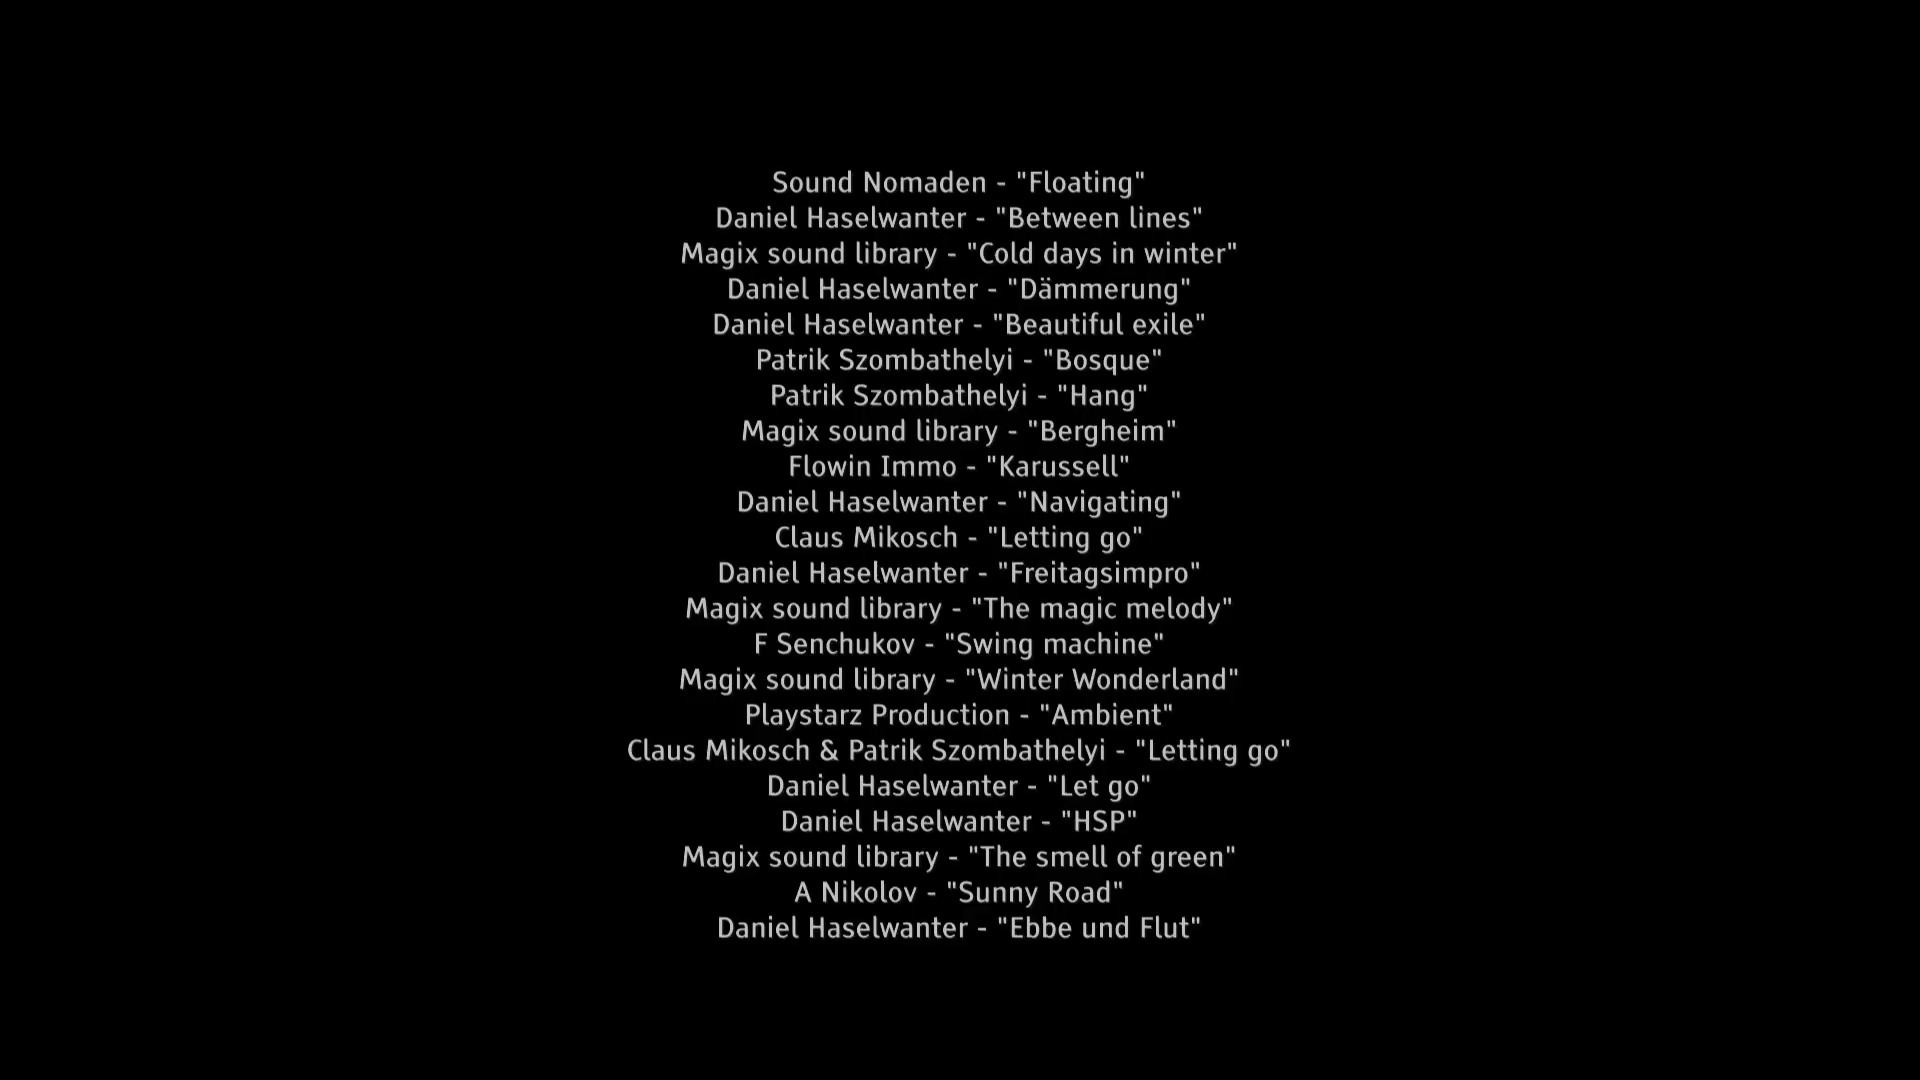 Sound Nomaden - "Floating"
Daniel Haselwanter - "Between lines"
Magix sound library - "Cold days in winter"
Daniel Haselwanter - "Dämmerung"
Daniel Haselwanter - "Beautiful exile"
Patrik Szombathelyi - "Bosque"
Patrik Szombathelyi - "Hang"
Magix sound library - "Bergheim"
Flowin Immo - "Karussell"
Daniel Haselwanter - "Navigating"
Claus Mikosch - "Letting go"
Daniel Haselwanter - "Freitagsimpro"
Magix sound library - "The magic melody"
F Senchukov - "Swing machine"
Magix sound library - "Winter Wonderland"
Playstarz Production - "Ambient"
Claus Mikosch & Patrik Szombathelyi - "Letting go"
Daniel Haselwanter - "Let go"
Daniel Haselwanter - "HSP"
Magix sound library - "The smell of green"
A Nikolov - "Sunny Road"
Daniel Haselwanter - "Ebbe und Flut"